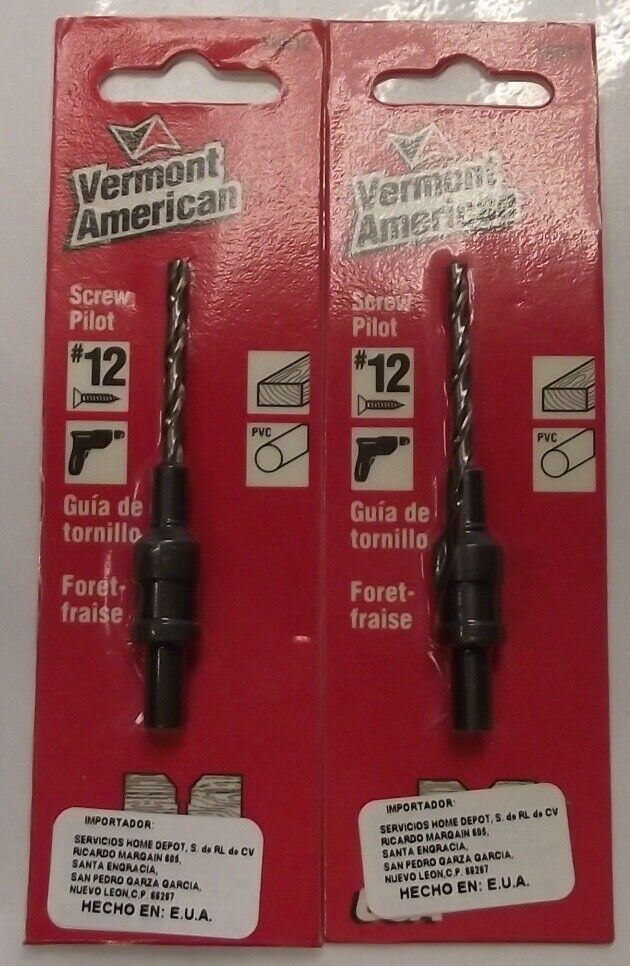 Vermont
American
Screw
Pilot
#12
PVC
Guía de
tornillo
Foret-
fraise
IMPORTADOR:
SERVICIOS HOME DEPOT, S. de RL de CV
RICARDO MARGAIN 605,
SANTA ENGRACIA,
SAN PEDRO GARZA GARCIA,
NUEVO LEON,C.P. 66267
HECHO EN: E.U.A.
Vermont
American
Screw
Pilot
#12
PVC
Guía de
tornillo
Foret-
fraise
IMPORTADOR:
SERVICIOS HOME DEPOT, S. de RL de CV
RICARDO MARGAIN 605,
SANTA ENGRACIA,
SAN PEDRO GARZA GARCIA,
NUEVO LEON,C.P. 66267
HECHO EN: E.U.A.